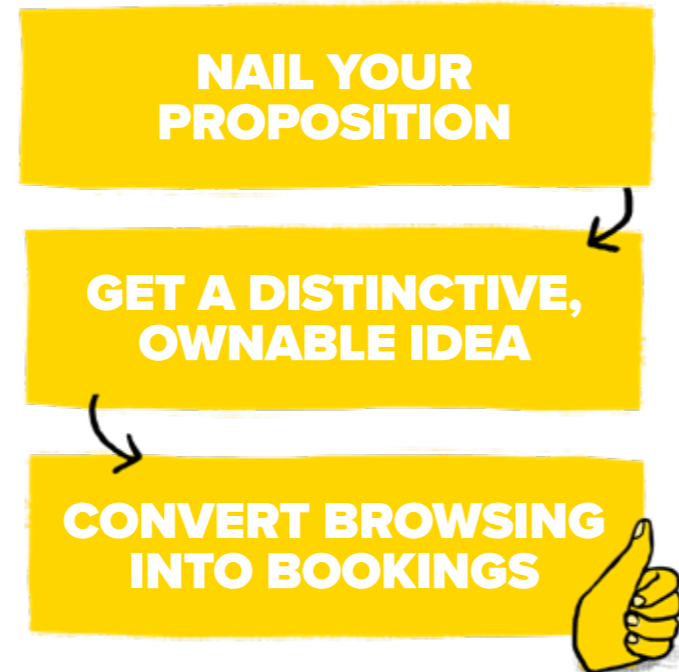 NAIL YOUR
PROPOSITION
GET A DISTINCTIVE,
OWNABLE IDEA
CONVERT BROWSING
INTO BOOKINGS